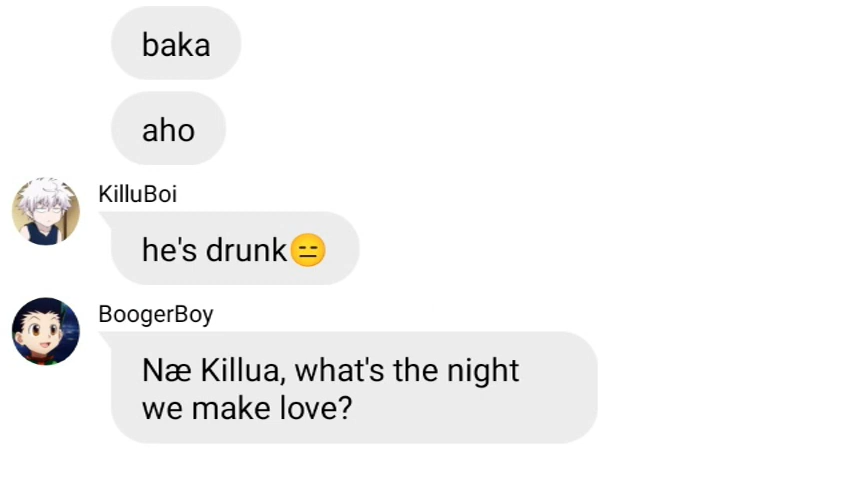 baka
aho
KilluBoi
he's drunk😑
BoogerBoy
Næ Killua, what's the night
we make love?